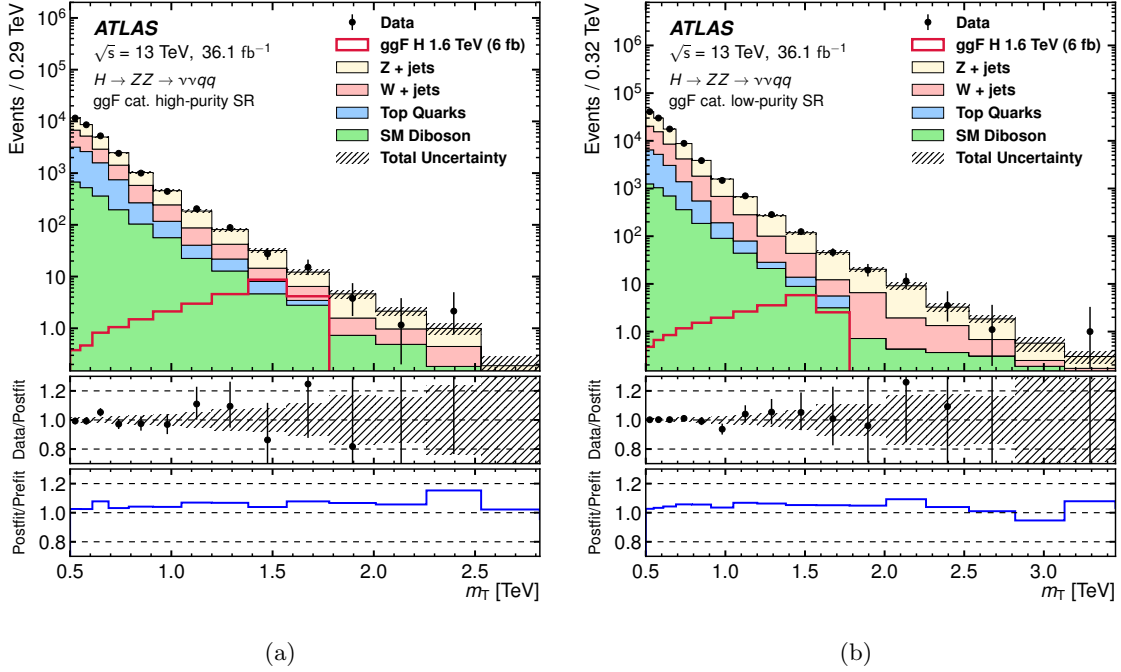 Events / 0.29 TeV
10⁶
10⁵
10⁴
10³
10²
10
1.0
ATLAS
√s = 13 TeV, 36.1 fb⁻¹
H → ZZ → ννqq
ggF cat. high-purity SR
Data
ggF H 1.6 TeV (6 fb)
Z + jets
W + jets
Top Quarks
SM Diboson
Total Uncertainty
Data/Postfit
1.2
1.0
0.8
Postfit/Prefit
1.2
1.0
0.8
0.5 1.0 1.5 2.0 2.5
m_T [TeV]
(a)
Events / 0.32 TeV
10⁶
10⁵
10⁴
10³
10²
10
1.0
ATLAS
√s = 13 TeV, 36.1 fb⁻¹
H → ZZ → ννqq
ggF cat. low-purity SR
Data
ggF H 1.6 TeV (6 fb)
Z + jets
W + jets
Top Quarks
SM Diboson
Total Uncertainty
Data/Postfit
1.2
1.0
0.8
Postfit/Prefit
1.2
1.0
0.8
0.5 1.0 1.5 2.0 2.5 3.0
m_T [TeV]
(b)